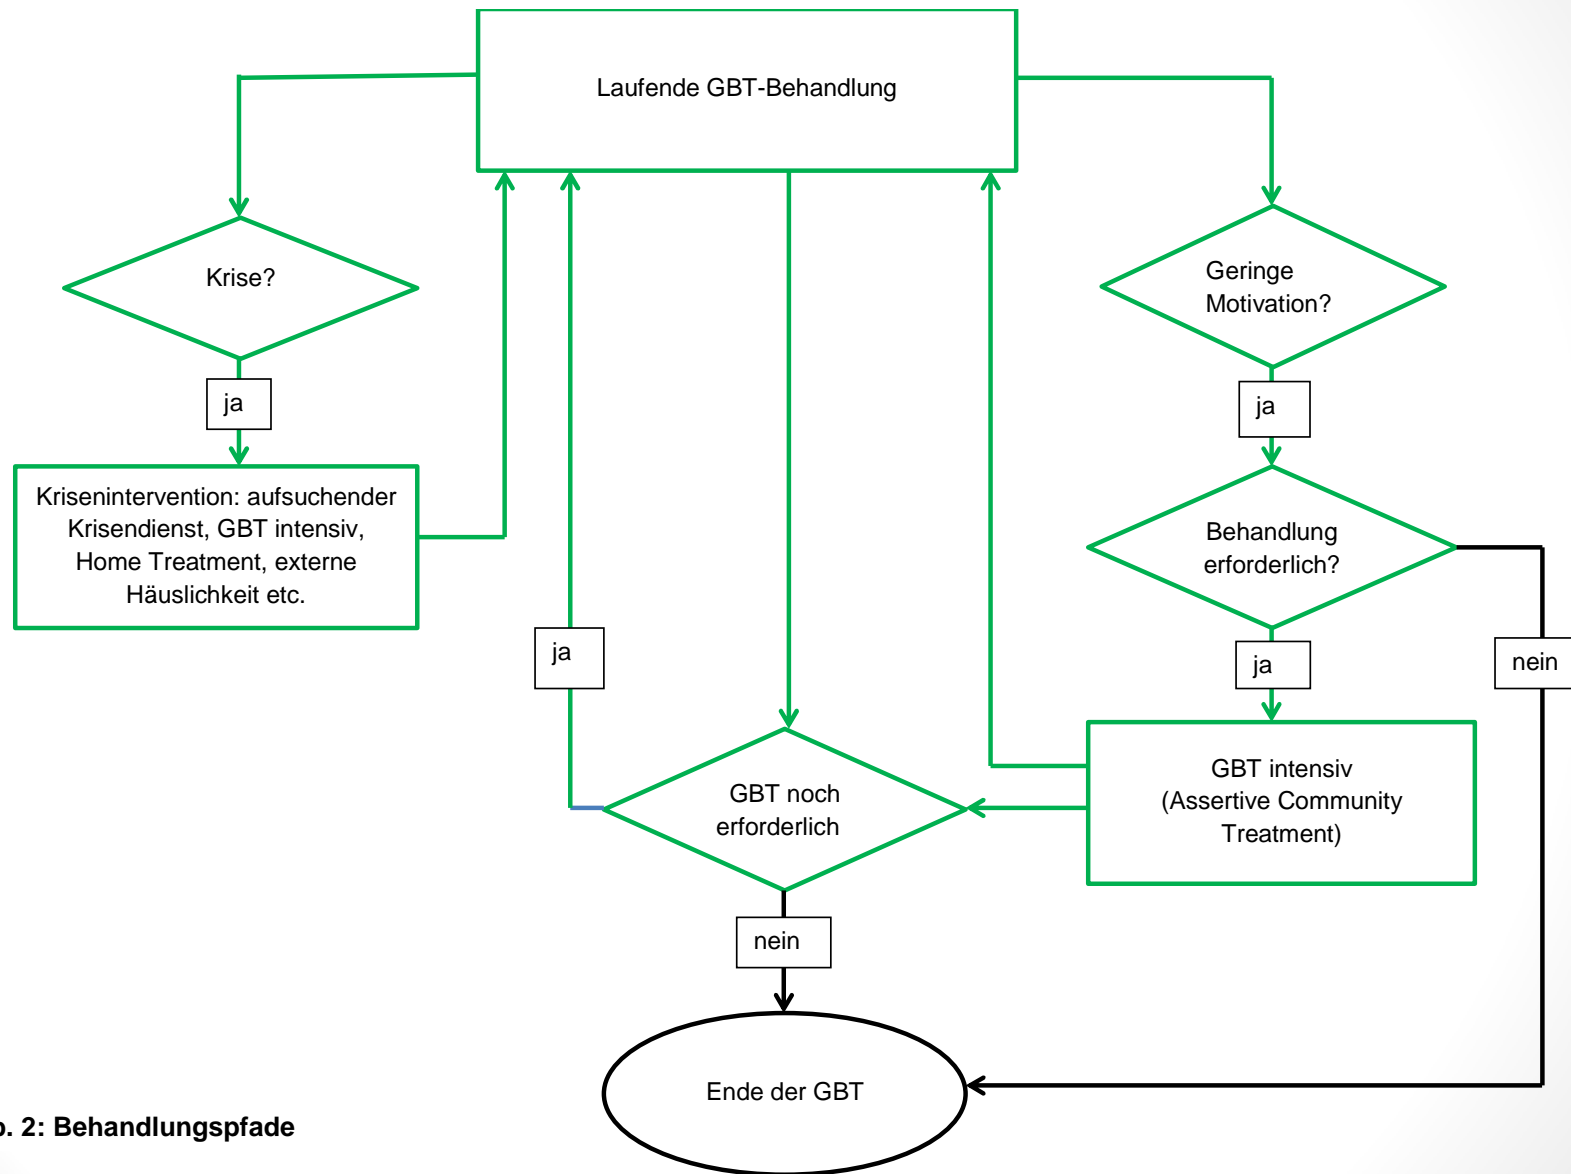 Laufende GBT-Behandlung
Krise?
Geringe
Motivation?
ja
ja
Krisenintervention: aufsuchender
Krisendienst, GBT intensiv,
Home Treatment, externe
Häuslichkeit etc.
Behandlung
erforderlich?
ja
ja
nein
GBT noch
erforderlich
GBT intensiv
(Assertive Community
Treatment)
nein
Ende der GBT
. 2: Behandlungspfade